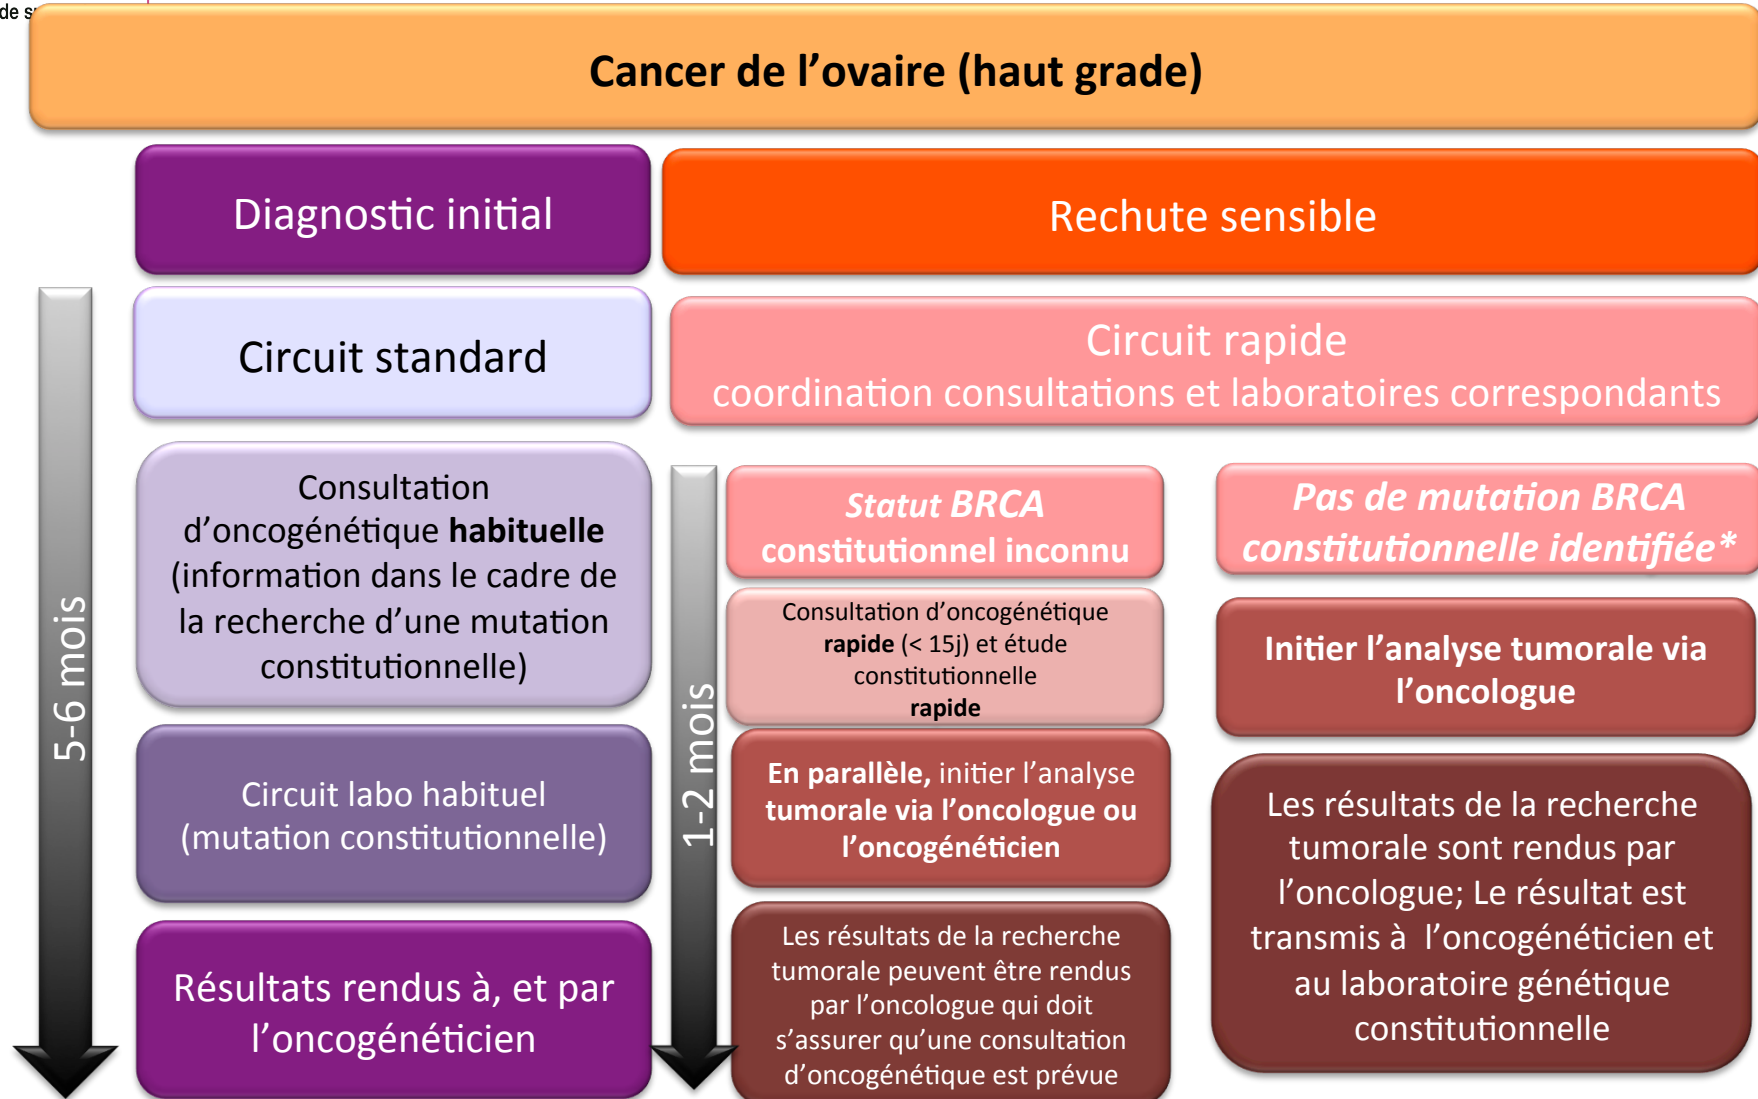 de
Cancer de l’ovaire (haut grade)
Diagnostic initial
Rechute sensible
Circuit standard
Circuit rapide
coordination consultations et laboratoires correspondants
5-6 mois
Consultation
d’oncogénétique habituelle
(information dans le cadre de
la recherche d’une mutation
constitutionnelle)
Circuit labo habituel
(mutation constitutionnelle)
Résultats rendus à, et par
l’oncogénéticien
1-2 mois
Statut BRCA
constitutionnel inconnu
Consultation d’oncogénétique
rapide (< 15j) et étude
constitutionnelle
rapide
En parallèle, initier l’analyse
tumorale via l’oncologue ou
l’oncogénéticien
Les résultats de la recherche
tumorale peuvent être rendus
par l’oncologue qui doit
s’assurer qu’une consultation
d’oncogénétique est prévue
Pas de mutation BRCA
constitutionnelle identifiée*
Initier l’analyse tumorale via
l’oncologue
Les résultats de la recherche
tumorale sont rendus par
l’oncologue; Le résultat est
transmis à l’oncogénéticien et
au laboratoire génétique
constitutionnelle